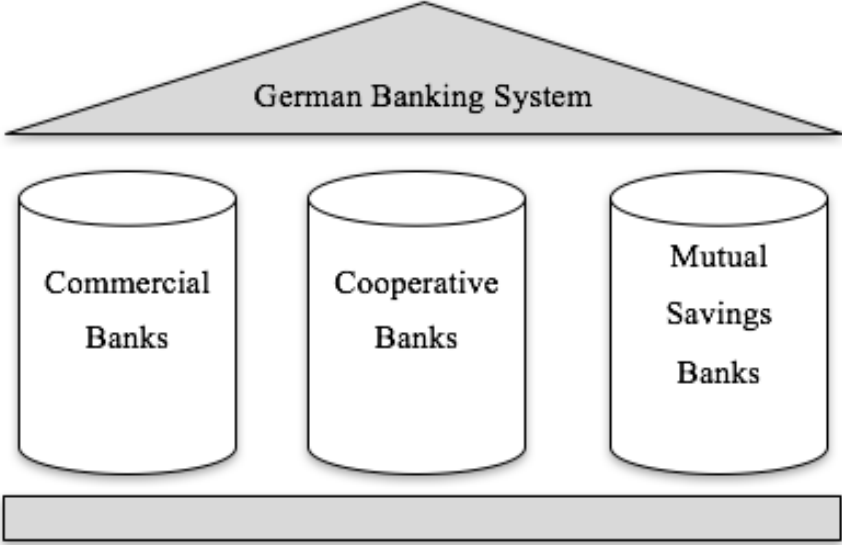 German Banking System
Commercial
Banks
Cooperative
Banks
Mutual
Savings
Banks